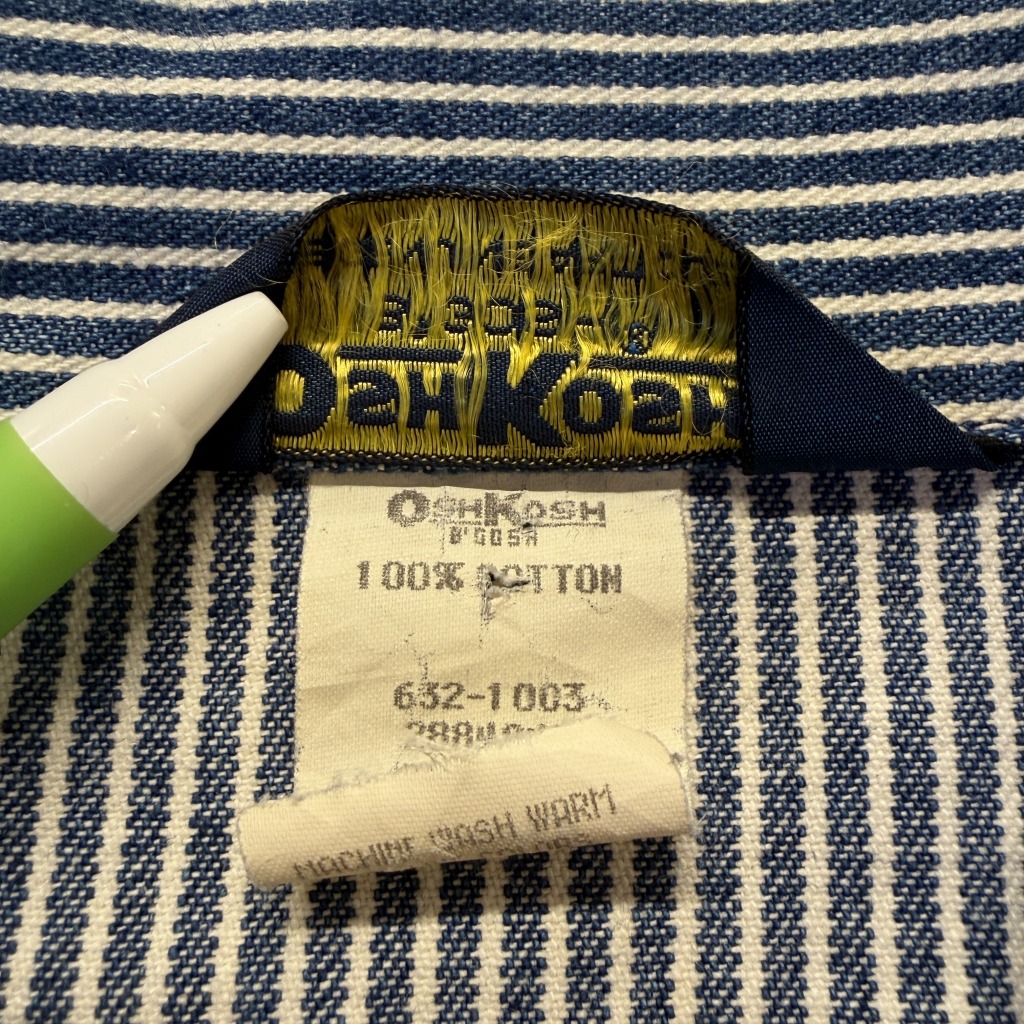 OSHKOSH
B'GOSH
OSHKOSH
B'GOSH
100% COTTON
632-1003
MACHINE WASH WARM